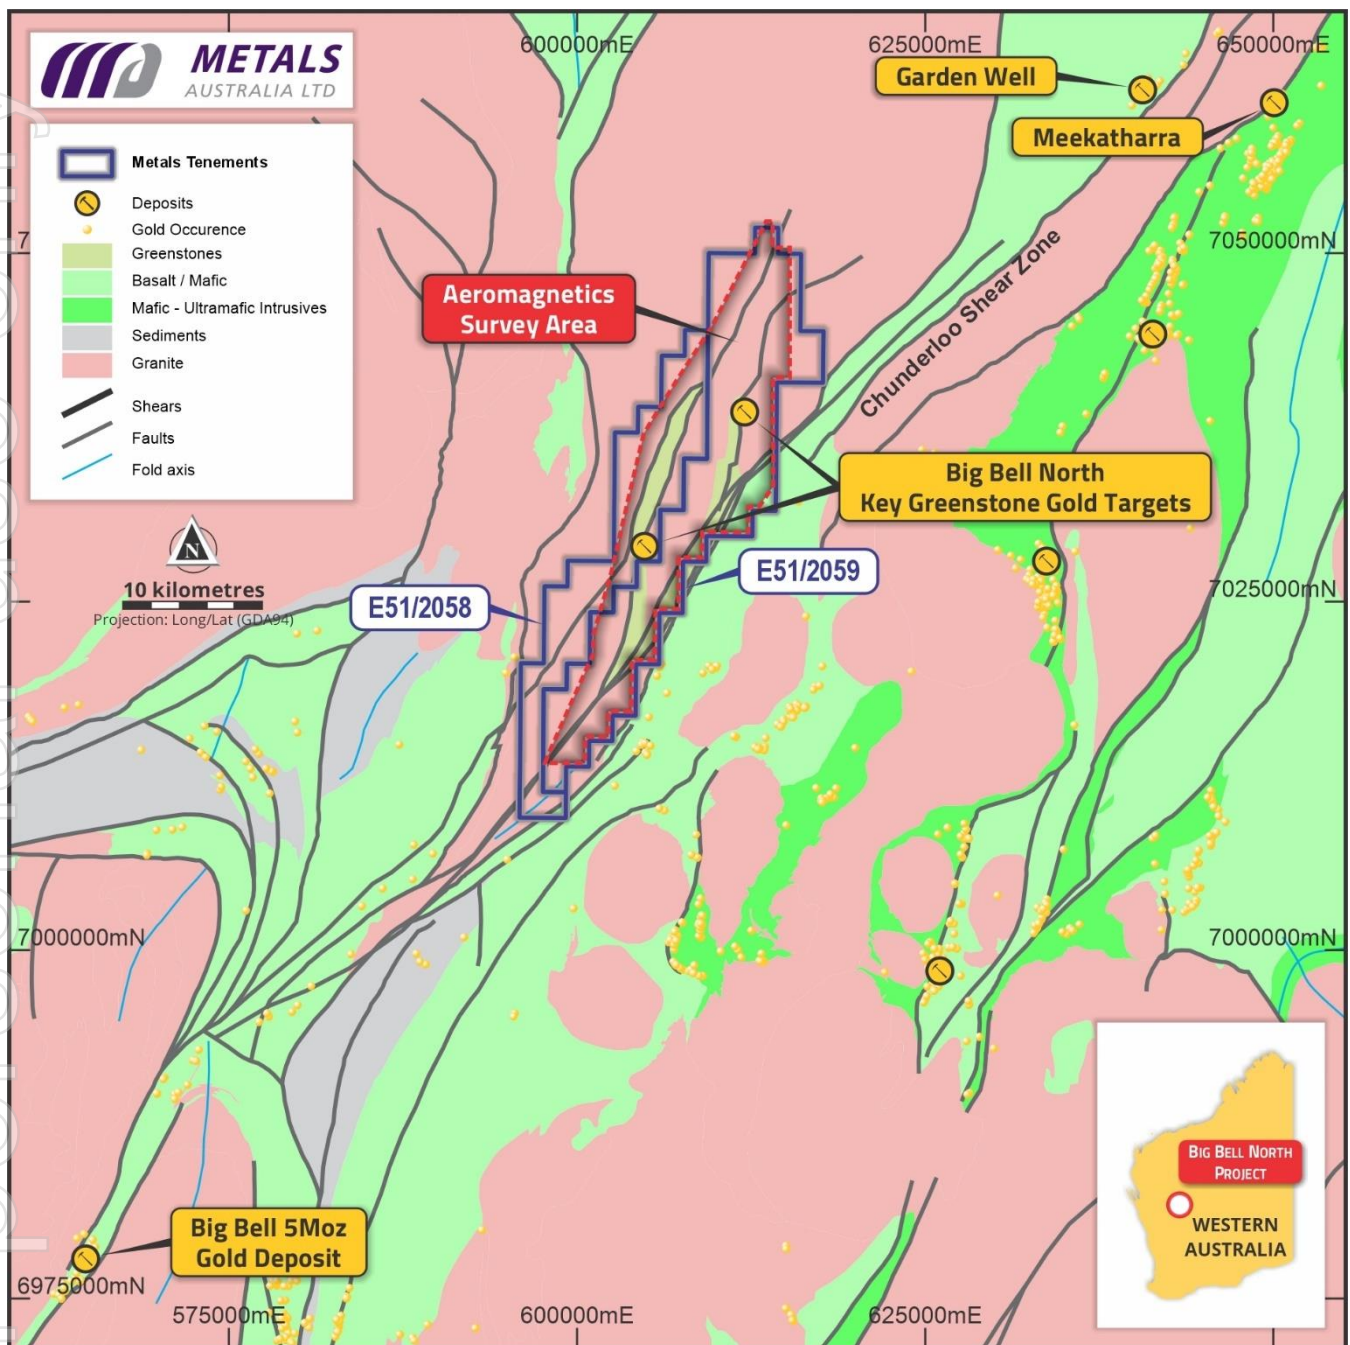 METALS
AUSTRALIA LTD
Metals Tenements
Deposits
Gold Occurence
Greenstones
Basalt / Mafic
Mafic - Ultramafic Intrusives
Sediments
Granite
Shears
Faults
Fold axis
N
10 kilometres
Projection: Long/Lat (GDA94)
600000mE
625000mE
650000mE
Garden Well
Meekatharra
7050000mN
Chunderloo Shear Zone
Aeromagnetics
Survey Area
Big Bell North
Key Greenstone Gold Targets
E51/2059
E51/2058
7025000mN
7000000mN
7000000mN
Big Bell 5Moz
Gold Deposit
6975000mN
575000mE
600000mE
625000mE
BIG BELL NORTH
PROJECT
WESTERN
AUSTRALIA